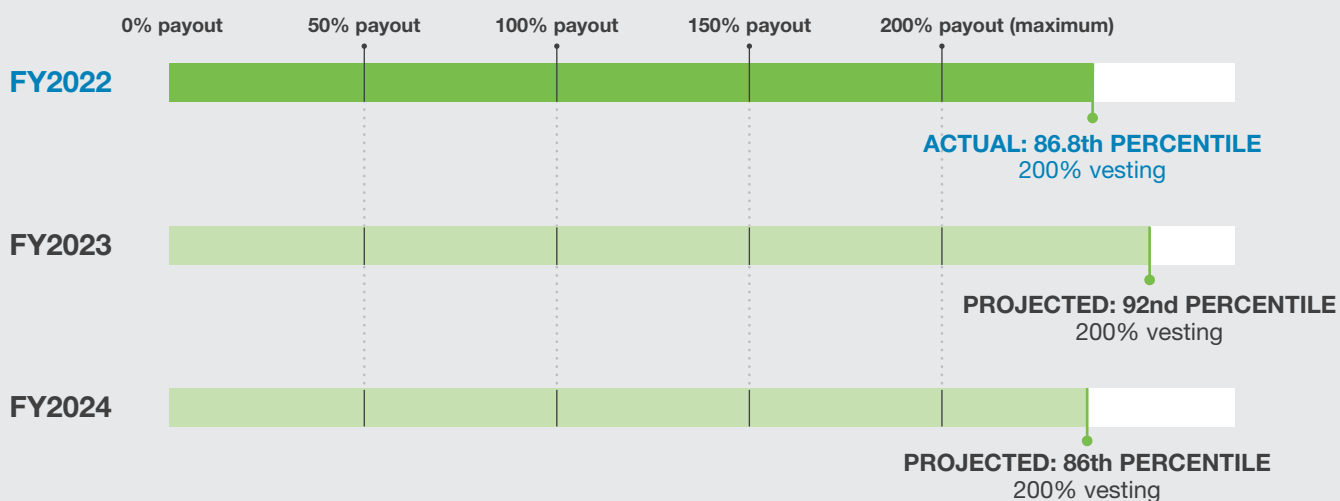 0% payout 50% payout 100% payout 150% payout 200% payout (maximum)
FY2022
ACTUAL: 86.8th PERCENTILE
200% vesting
FY2023
PROJECTED: 92nd PERCENTILE
200% vesting
FY2024
PROJECTED: 86th PERCENTILE
200% vesting